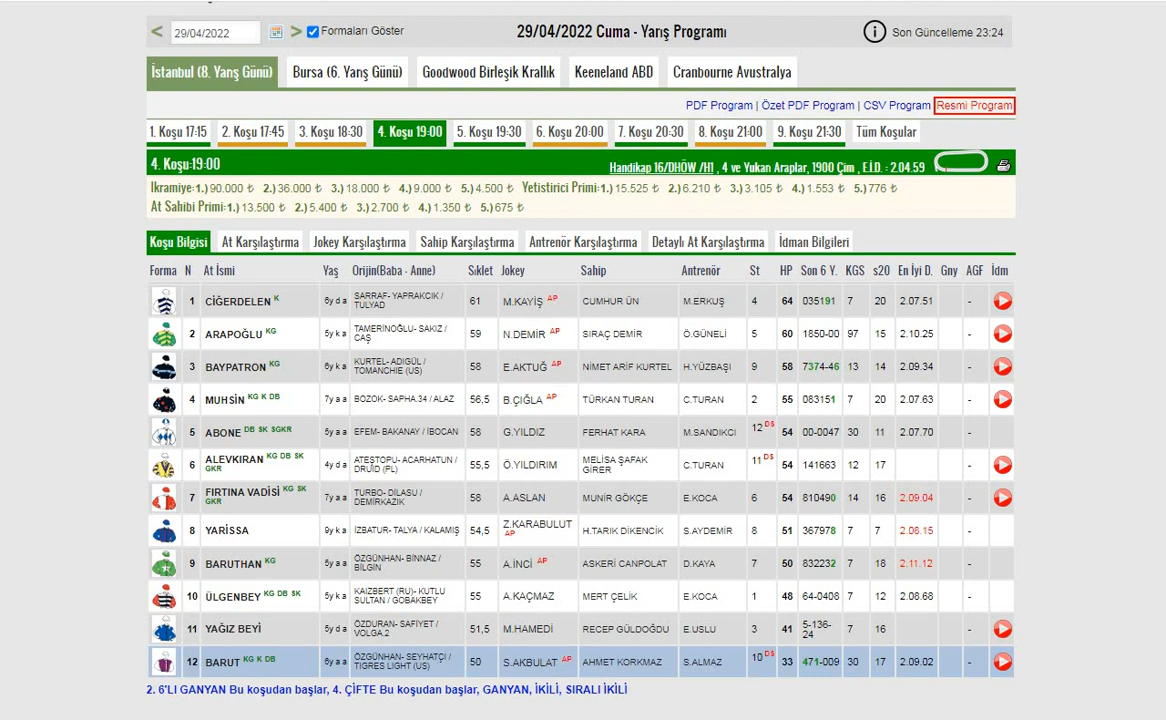 < 29/04/2022 > Formaları Göster 29/04/2022 Cuma - Yarış Programı i Son Güncelleme 23:24
İstanbul (8. Yarış Günü) Bursa (6. Yarış Günü) Goodwood Birleşik Krallık Keeneland ABD Cranbourne Avustralya
PDF Program | Özet PDF Program | CSV Program Resmi Program
1. Koşu 17:15 2. Koşu 17:45 3. Koşu 18:30 4. Koşu 19:00 5. Koşu 19:30 6. Koşu 20:00 7. Koşu 20:30 8. Koşu 21:00 9. Koşu 21:30 Tüm Koşular
4. Koşu:19:00 Handikap 16/DHÖW /H1 , 4 ve Yukarı Araplar, 1900 Çim , E.İ.D. : 2.04.59
İkramiye:1.) 90.000 ₺ 2.) 36.000 ₺ 3.) 18.000 ₺ 4.) 9.000 ₺ 5.) 4.500 ₺ Yetistirici Primi:1.) 15.525 ₺ 2.) 6.210 ₺ 3.) 3.105 ₺ 4.) 1.553 ₺ 5.) 776 ₺
At Sahibi Primi:1.) 13.500 ₺ 2.) 5.400 ₺ 3.) 2.700 ₺ 4.) 1.350 ₺ 5.) 675 ₺
Koşu Bilgisi At Karşılaştırma Jokey Karşılaştırma Sahip Karşılaştırma Antrenör Karşılaştırma Detaylı At Karşılaştırma İdman Bilgileri
Forma N At İsmi Yaş Orijin(Baba - Anne) Sıklet Jokey Sahip Antrenör St HP Son 6 Y. KGS s20 En İyi D. Gny AGF İdm
1 CİĞERDELEN K 6y d a SARRAF- YAPRAKCIK / TULYAD 61 M.KAYİŞ AP CUMHUR ÜN M.ERKUŞ 4 64 035191 7 20 2.07.51 -
2 ARAPOĞLU KG 5y k a TAMERİNOĞLU- SAKIZ / CAŞ 59 N.DEMİR AP SIRAÇ DEMİR Ö.GÜNELİ 5 60 1850-00 97 15 2.10.25 -
3 BAYPATRON KG 6y k a KURTEL- ADIGÜL / TOMANCHIE (US) 58 E.AKTUĞ AP NİMET ARİF KURTEL H.YÜZBAŞI 9 58 7374-46 13 14 2.09.34 -
4 MUHSİN KG K DB 7y a a BOZOK- SAPHA.34 / ALAZ 56,5 B.ÇIĞLA AP TÜRKAN TURAN C.TURAN 2 55 083151 7 20 2.07.63 -
5 ABONE DB SK SGKR 5y a a EFEM- BAKANAY / İBOCAN 58 G.YILDIZ FERHAT KARA M.SANDIKCI 12 DS 54 00-0047 30 11 2.07.70 -
6 ALEVKIRAN KG DB SK GKR 4y d a ATEŞTOPU- ACARHATUN / DRUİD (PL) 55,5 Ö.YILDIRIM MELİSA ŞAFAK GİRER C.TURAN 11 DS 54 141663 12 17 -
7 FIRTINA VADİSİ KG SK GKR 7y a a TURBO- DİLASU / DEMİRKAZIK 58 A.ASLAN MUNİR GÖKÇE E.KOCA 6 54 810490 14 16 2.09.04 -
8 YARİSSA 9y k a İZBATUR- TALYA / KALAMIŞ 54,5 Z.KARABULUT AP H.TARIK DİKENCİK S.AYDEMİR 8 51 367978 7 7 2.08.15 -
9 BARUTHAN KG 5y a a ÖZGÜNHAN- BİNNAZ / BİLGİN 55 A.İNCİ AP ASKERİ CANPOLAT D.KAYA 7 50 832232 7 18 2.11.12 -
10 ÜLGENBEY KG DB SK 5y k a KAIZBERT (RU)- KUTLU SULTAN / GOBAKBEY 55 A.KAÇMAZ MERT ÇELİK E.KOCA 1 48 64-0408 7 12 2.08.68 -
11 YAĞIZ BEYİ 5y d a ÖZDURAN- SAFİYET / VOLGA.2 51,5 M.HAMEDİ RECEP GÜLDOĞDU E.USLU 3 41 5-136-24 7 16 -
12 BARUT KG K DB 6y a a ÖZGÜNHAN- SEYHATÇI / TIGRES LIGHT (US) 50 S.AKBULAT AP AHMET KORKMAZ S.ALMAZ 10 DS 33 471-009 30 17 2.09.02 -
2. 6'LI GANYAN Bu koşudan başlar, 4. ÇİFTE Bu koşudan başlar, GANYAN, İKİLİ, SIRALI İKİLİ